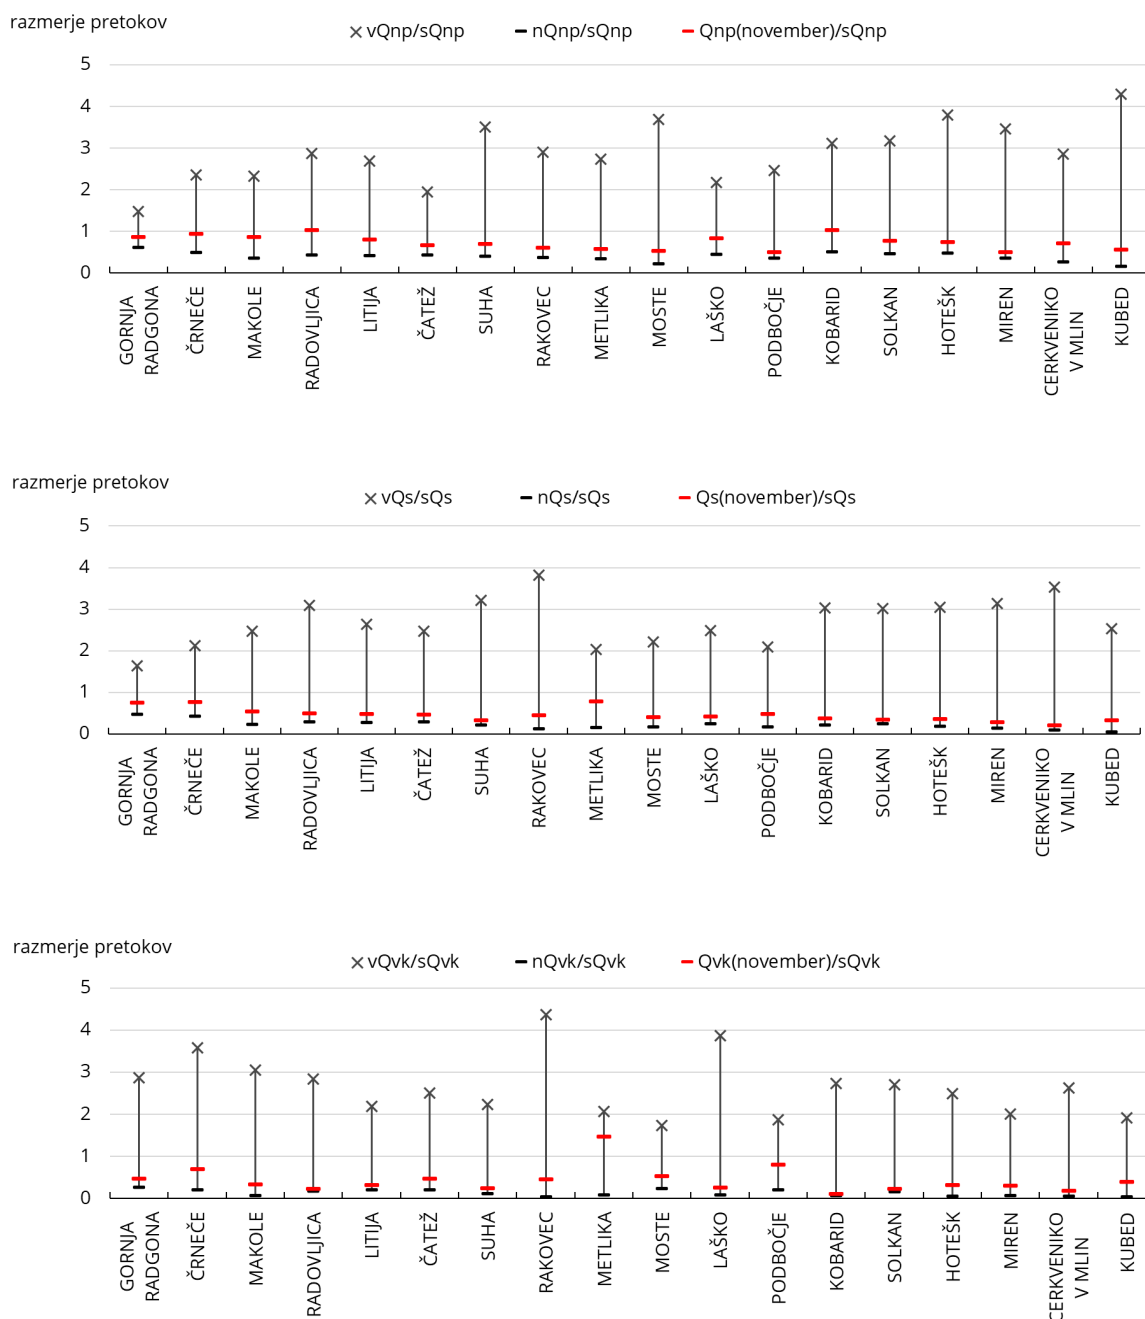 razmerje pretokov
vQnp/sQnp nQnp/sQnp Qnp(november)/sQnp
5
4
3
2
1
0
GORNJA
RADGONA
ČRNEČE
MAKOLE
RADOVLJICA
LITIJA
ČATEŽ
SUHA
RAKOVEC
METLIKA
MOSTE
LAŠKO
PODBOČJE
KOBARID
SOLKAN
HOTEŠK
MIREN
CERKVENIKO
V MLIN
KUBED
razmerje pretokov
vQs/sQs nQs/sQs Qs(november)/sQs
5
4
3
2
1
0
GORNJA
RADGONA
ČRNEČE
MAKOLE
RADOVLJICA
LITIJA
ČATEŽ
SUHA
RAKOVEC
METLIKA
MOSTE
LAŠKO
PODBOČJE
KOBARID
SOLKAN
HOTEŠK
MIREN
CERKVENIKO
V MLIN
KUBED
razmerje pretokov
vQvk/sQvk nQvk/sQvk Qvk(november)/sQvk
5
4
3
2
1
0
GORNJA
RADGONA
ČRNEČE
MAKOLE
RADOVLJICA
LITIJA
ČATEŽ
SUHA
RAKOVEC
METLIKA
MOSTE
LAŠKO
PODBOČJE
KOBARID
SOLKAN
HOTEŠK
MIREN
CERKVENIKO
V MLIN
KUBED